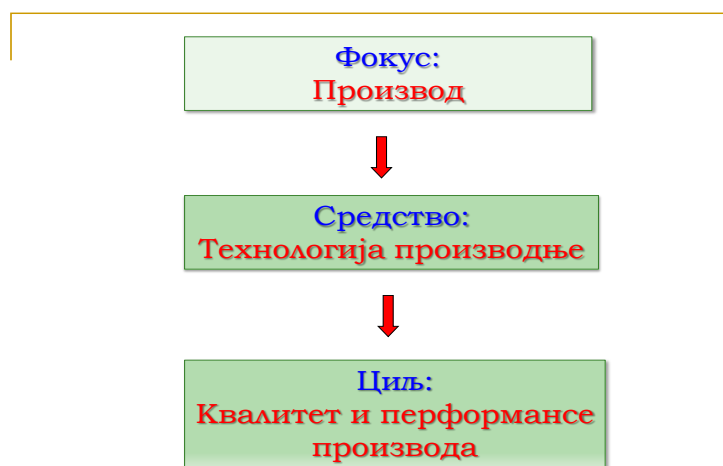 Фокус:
Производ
Средство:
Технологија производње
Циљ:
Квалитет и перформансе
производа